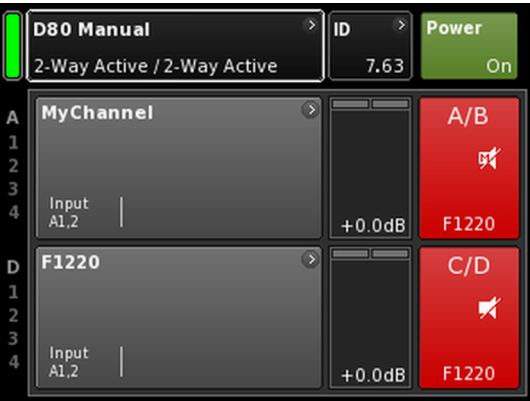 D80 Manual
2-Way Active / 2-Way Active
ID
7.63
Power
On
A
1
2
3
4
MyChannel
Input
A1,2
+0.0dB
A/B
M
F1220
D
1
2
3
4
F1220
Input
A1,2
+0.0dB
C/D
F1220